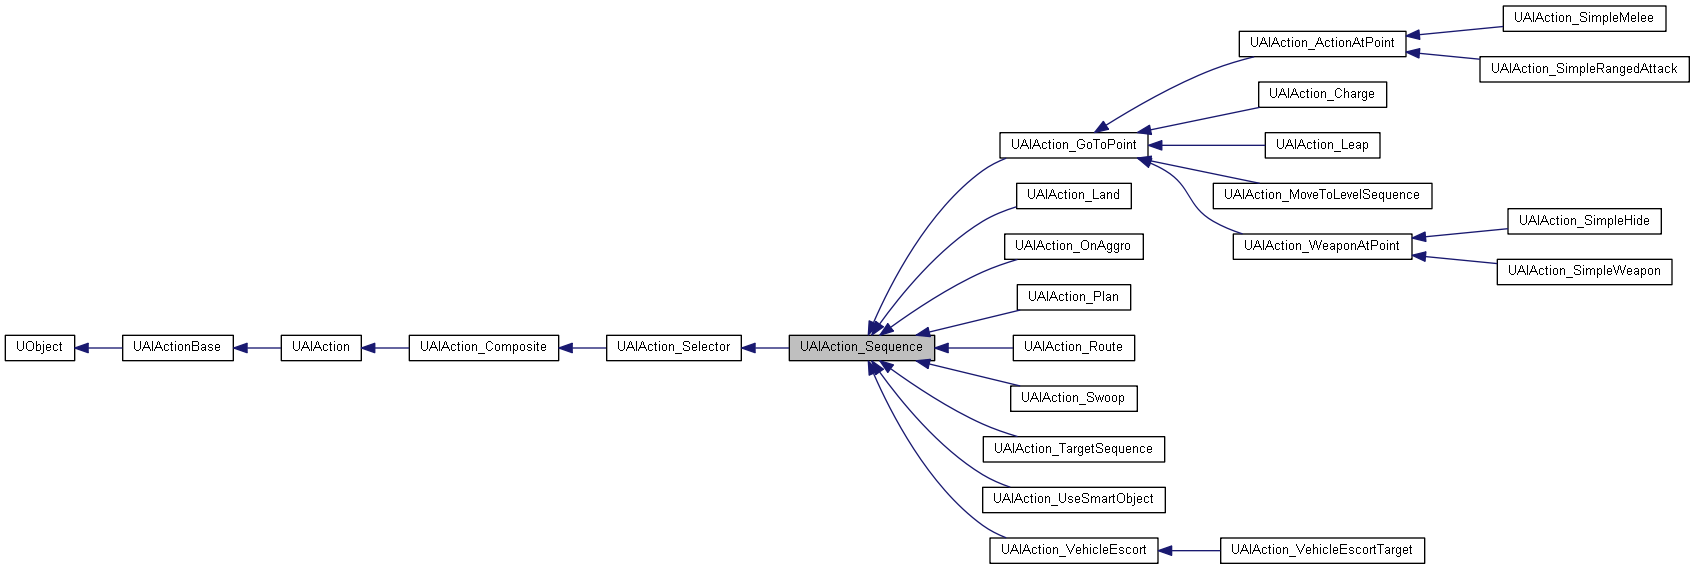 UAIAction_SimpleMelee
UAIAction_ActionAtPoint
UAIAction_SimpleRangedAttack
UAIAction_Charge
UAIAction_GoToPoint
UAIAction_Leap
UAIAction_MoveToLevelSequence
UAIAction_Land
UAIAction_SimpleHide
UAIAction_OnAggro
UAIAction_WeaponAtPoint
UAIAction_SimpleWeapon
UAIAction_Plan
UObject
UAIActionBase
UAIAction
UAIAction_Composite
UAIAction_Selector
UAIAction_Sequence
UAIAction_Route
UAIAction_Swoop
UAIAction_TargetSequence
UAIAction_UseSmartObject
UAIAction_VehicleEscort
UAIAction_VehicleEscortTarget